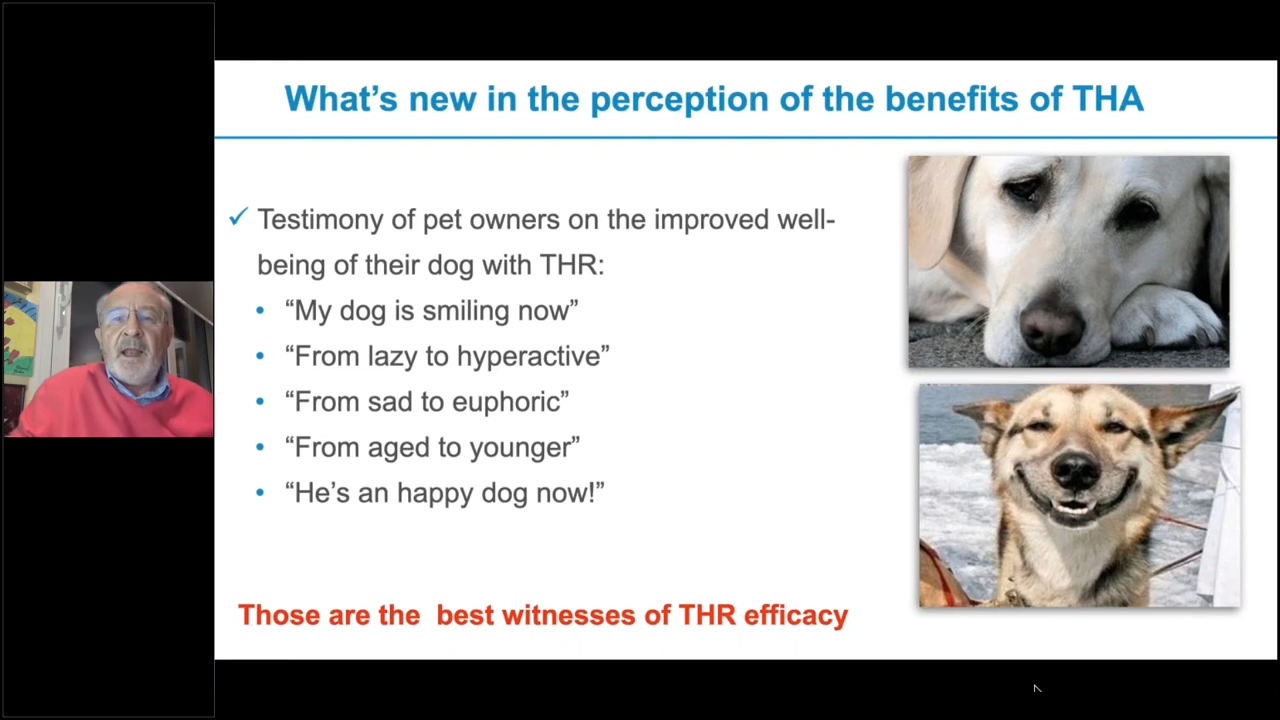 What’s new in the perception of the benefits of THA
✓ Testimony of pet owners on the improved well-
being of their dog with THR:
• “My dog is smiling now”
• “From lazy to hyperactive”
• “From sad to euphoric”
• “From aged to younger”
• “He’s an happy dog now!”
Those are the best witnesses of THR efficacy